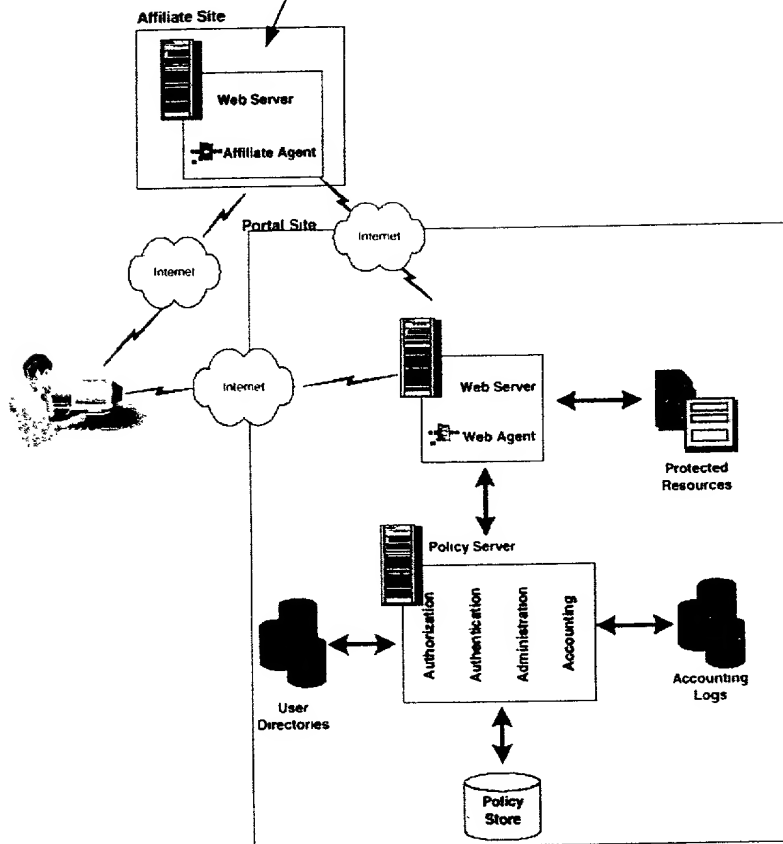 Affiliate Site
Web Server
Affiliate Agent
Portal Site
Internet
Internet
Internet
Web Server
Web Agent
Protected
Resources
Policy Server
Authorization
Authentication
Administration
Accounting
User
Directories
Accounting
Logs
Policy
Store